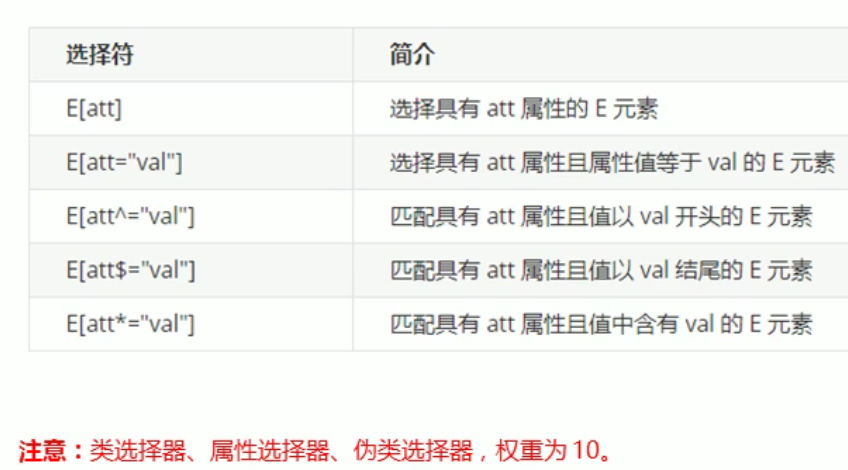 选择符 简介
E[att] 选择具有 att 属性的 E 元素
E[att="val"] 选择具有 att 属性且属性值等于 val 的 E 元素
E[att^="val"] 匹配具有 att 属性且值以 val 开头的 E 元素
E[att$="val"] 匹配具有 att 属性且值以 val 结尾的 E 元素
E[att*="val"] 匹配具有 att 属性且值中含有 val 的 E 元素
注意：类选择器、属性选择器、伪类选择器，权重为 10。